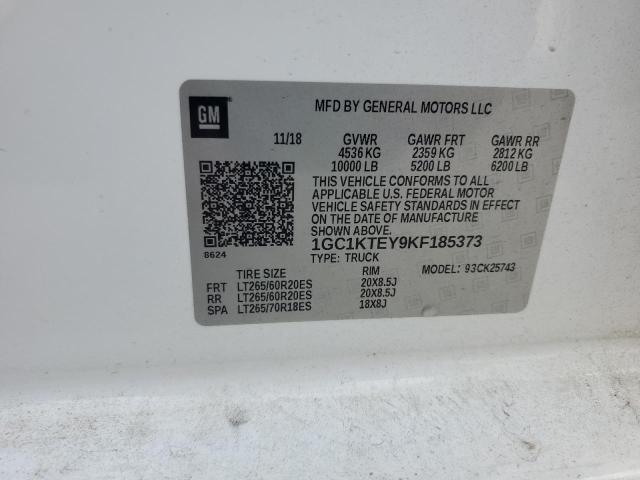 GM
MFD BY GENERAL MOTORS LLC
11/18 GVWR GAWR FRT GAWR RR
4536 KG 2359 KG 2812 KG
10000 LB 5200 LB 6200 LB
THIS VEHICLE CONFORMS TO ALL
APPLICABLE U.S. FEDERAL MOTOR
VEHICLE SAFETY STANDARDS IN EFFECT
ON THE DATE OF MANUFACTURE
SHOWN ABOVE.
1GC1KTEY9KF185373
8624
TYPE: TRUCK MODEL: 93CK25743
TIRE SIZE RIM
FRT LT265/60R20ES 20X8.5J
RR LT265/60R20ES 20X8.5J
SPA LT265/70R18ES 18X8J